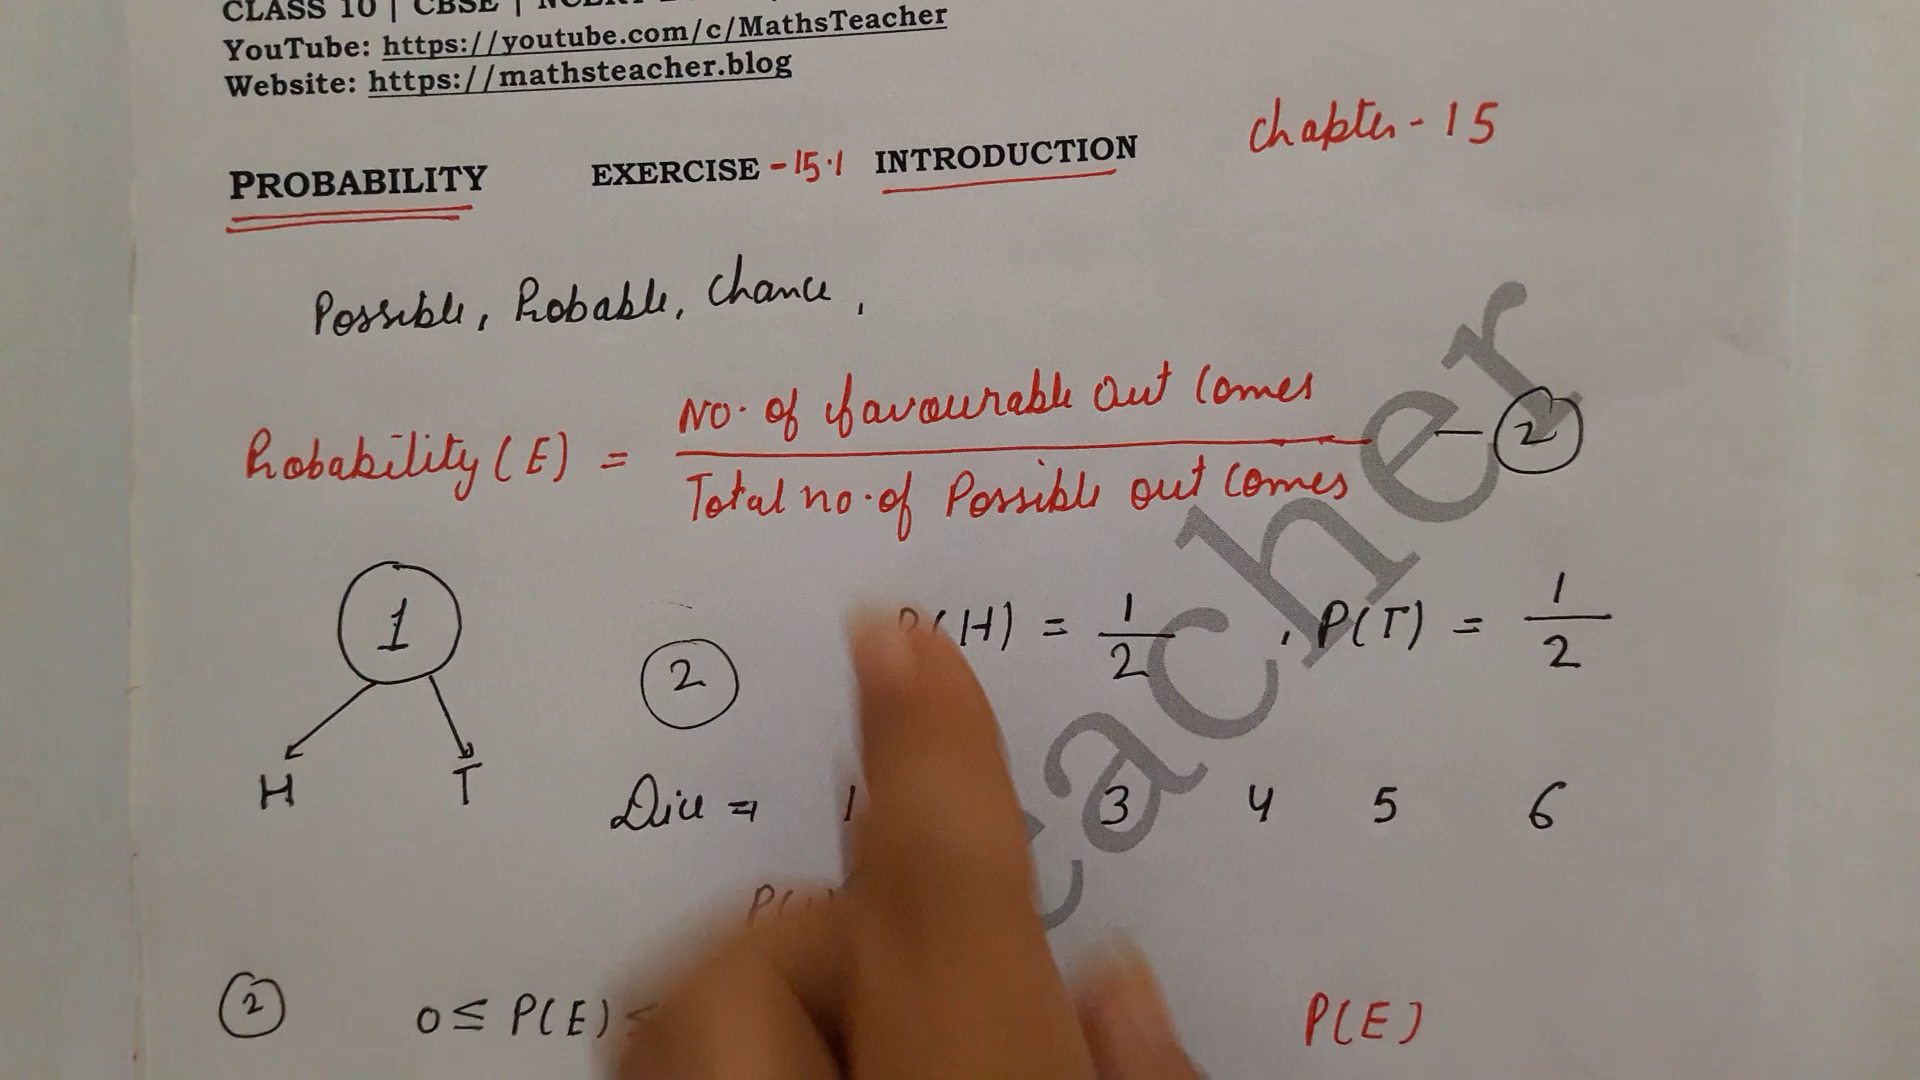 CLASS 10 | CBSE |
YouTube: https://youtube.com/c/MathsTeacher
Website: https://mathsteacher.blog
Chapter - 15
PROBABILITY EXERCISE - 15.1 INTRODUCTION
Possible, Probable, Chance,
Probability (E) = No. of favourable Out Comes
Total no. of Possible out Comes — 2
1
H T
2
P(H) = 1/2 , P(T) = 1/2
Dice = 1 3 4 5 6
2 0 ≤ P(E) ≤ P(E)
acher